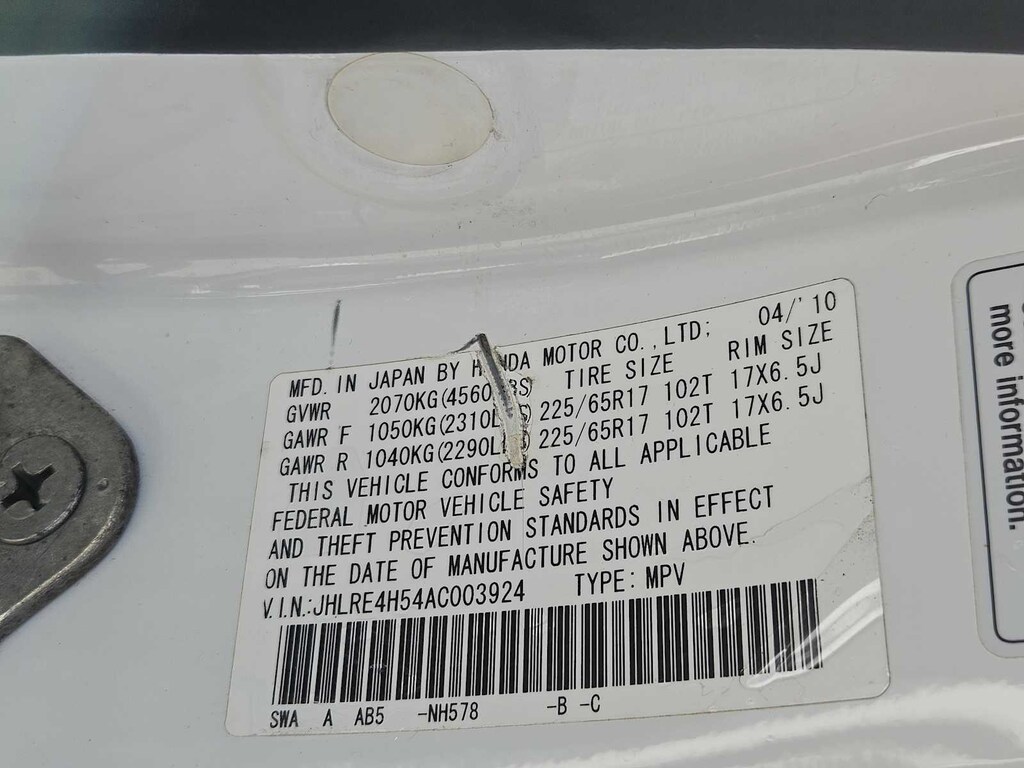 MFD. IN JAPAN BY HONDA MOTOR CO., LTD; 04/'10
GVWR 2070KG(4560LBS) TIRE SIZE RIM SIZE
GAWR F 1050KG(2310LBS) 225/65R17 102T 17X6.5J
GAWR R 1040KG(2290LBS) 225/65R17 102T 17X6.5J
THIS VEHICLE CONFORMS TO ALL APPLICABLE
FEDERAL MOTOR VEHICLE SAFETY
AND THEFT PREVENTION STANDARDS IN EFFECT
ON THE DATE OF MANUFACTURE SHOWN ABOVE.
V.I.N.:JHLRE4H54AC003924 TYPE: MPV
SWA A AB5 -NH578 -B -C
more information.